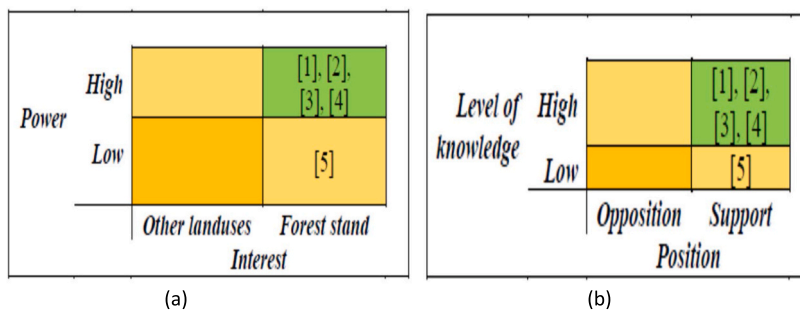 Power
High
[1], [2],
[3], [4]
Low
[5]
Other landuses Forest stand
Interest
(a)
Level of
knowledge
High
[1], [2],
[3], [4]
Low
[5]
Opposition Support
Position
(b)